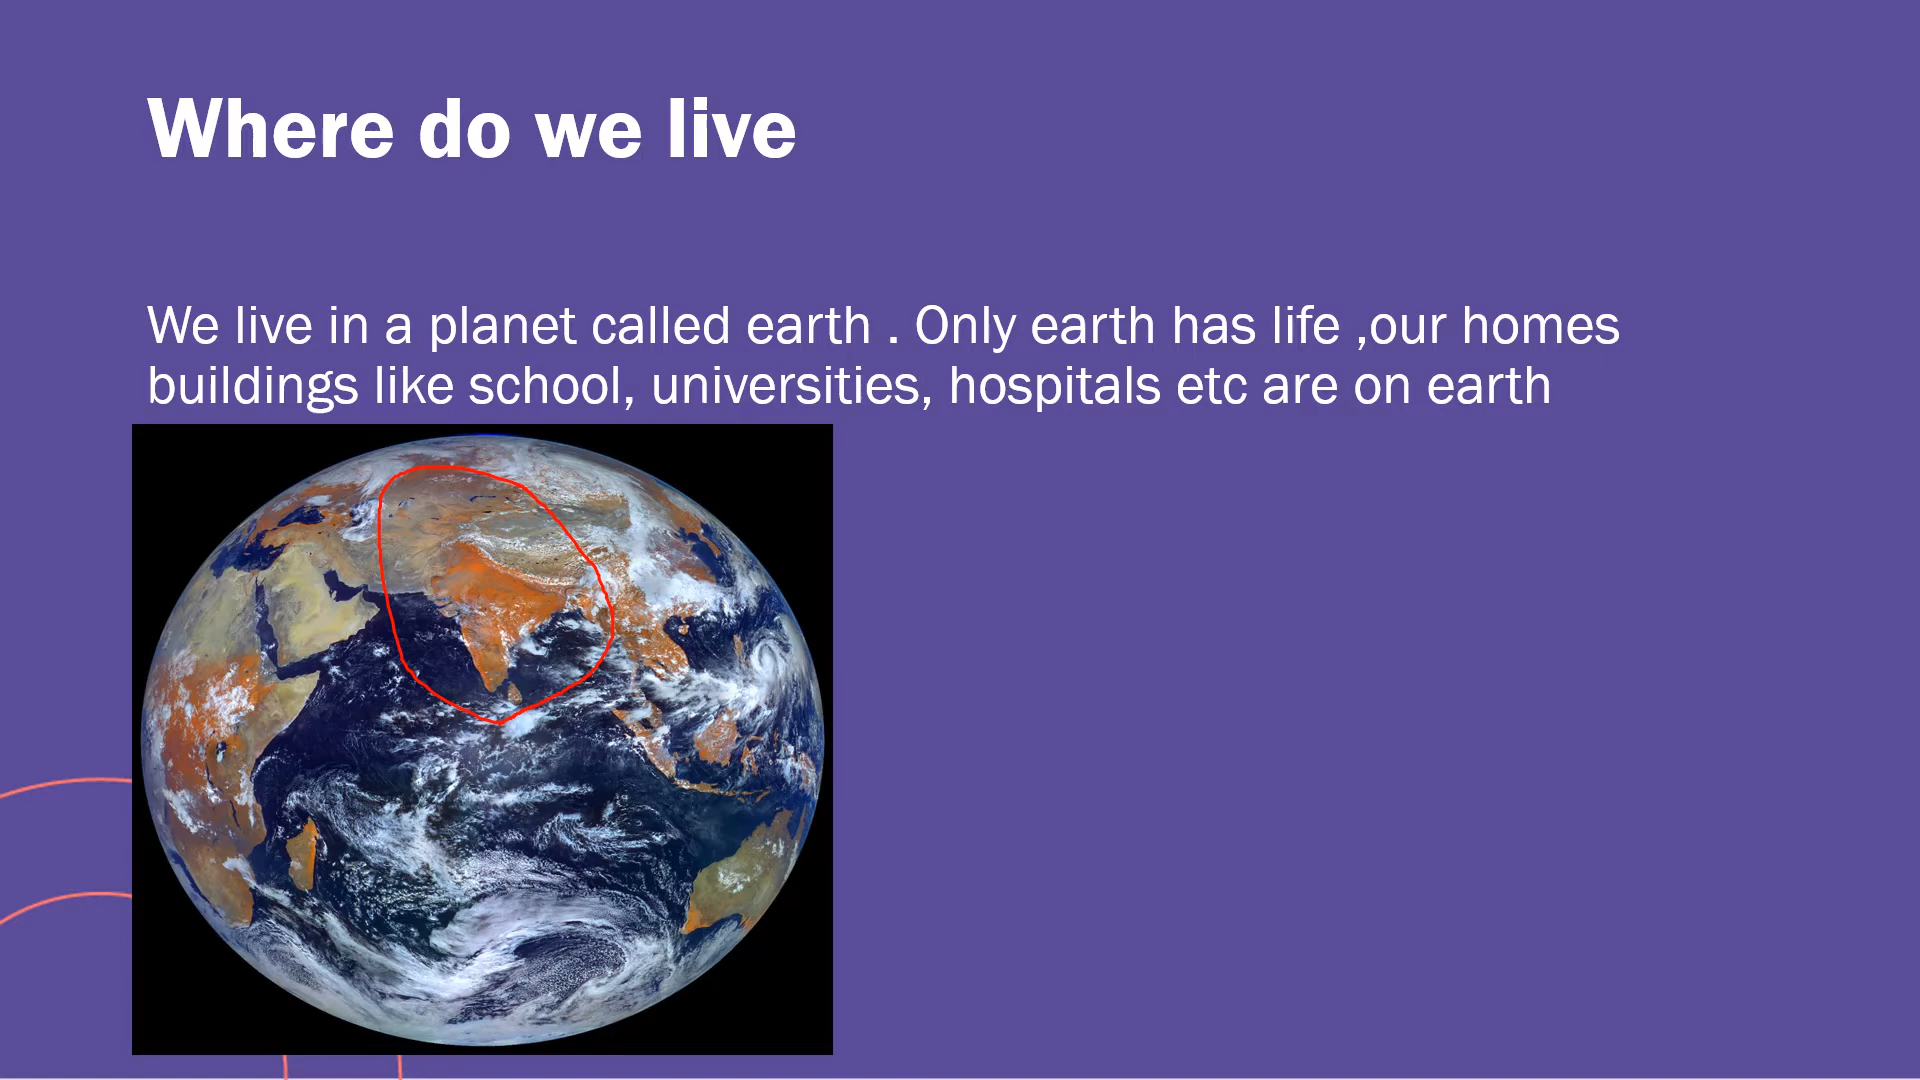 Where do we live
We live in a planet called earth . Only earth has life ,our homes
buildings like school, universities, hospitals etc are on earth